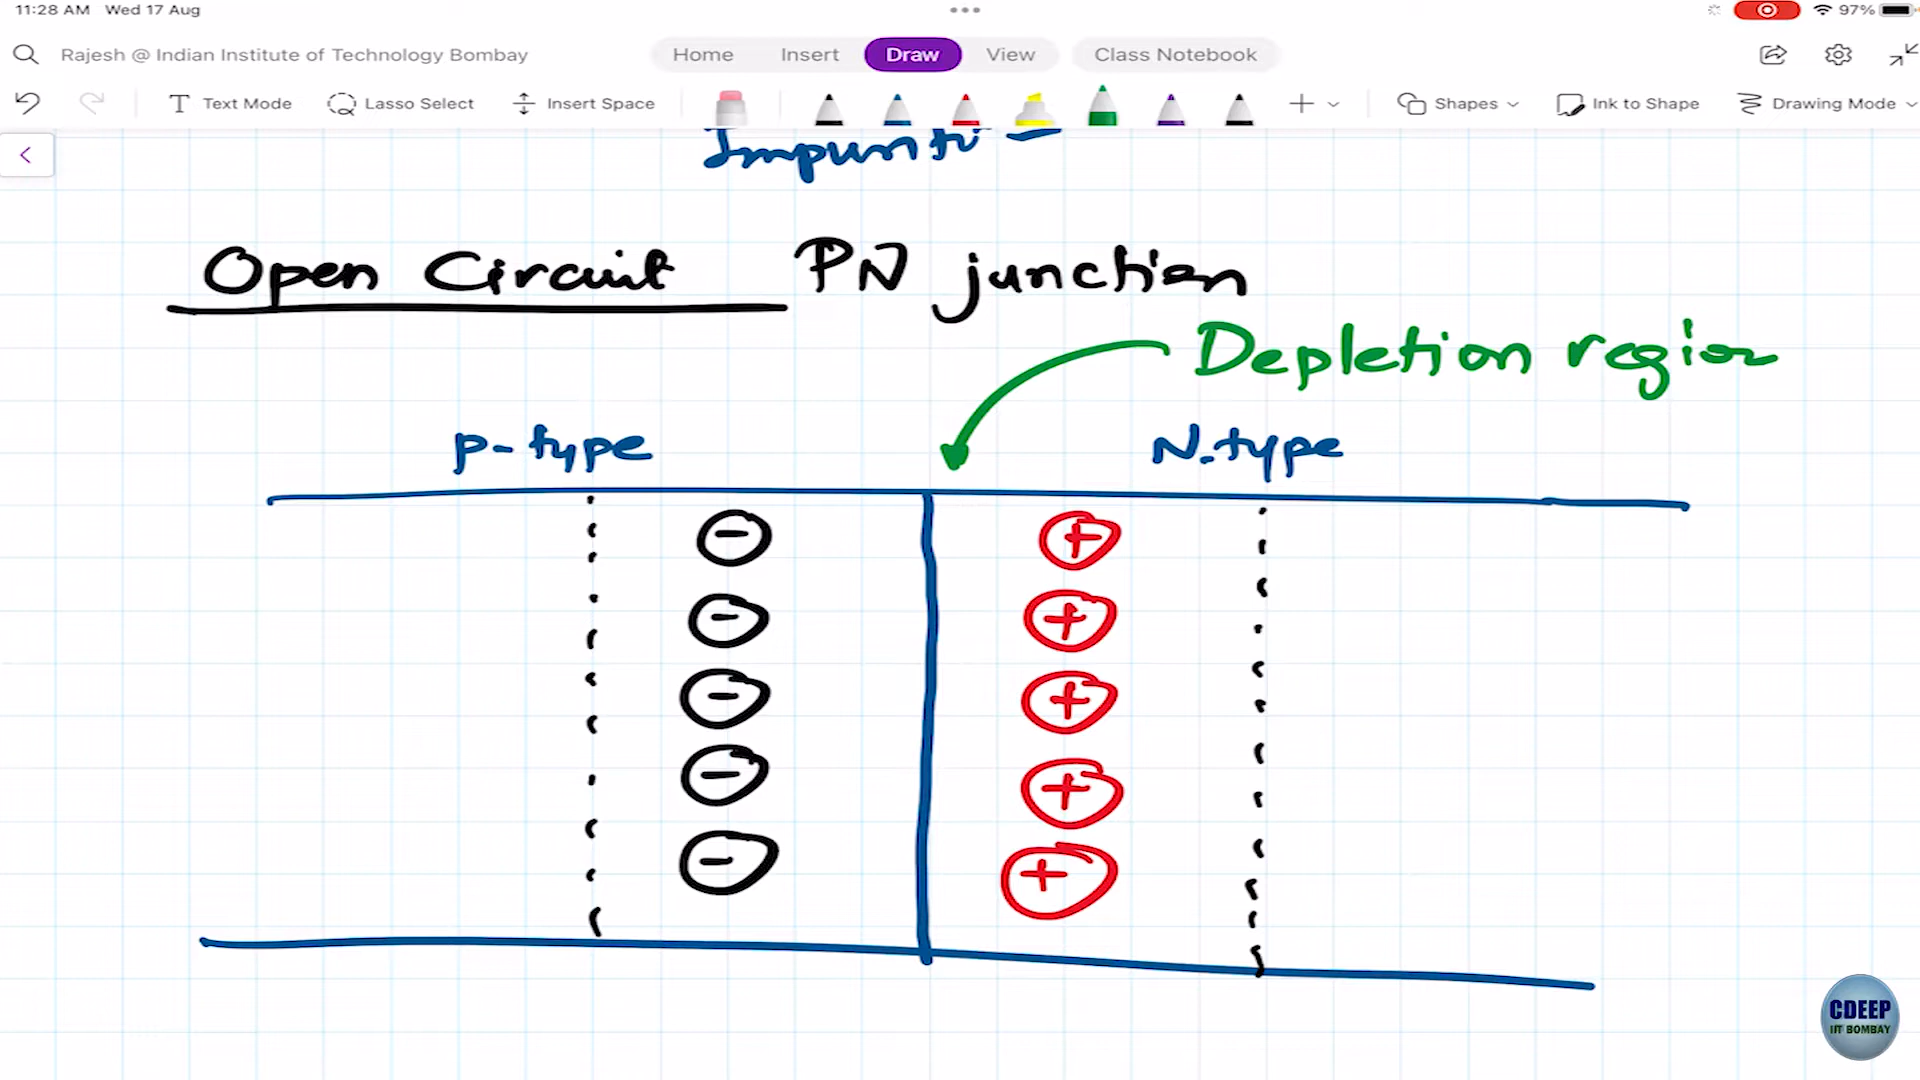 11:28 AM Wed 17 Aug
97%
Rajesh @ Indian Institute of Technology Bombay
Home Insert Draw View Class Notebook
Text Mode Lasso Select Insert Space Shapes Ink to Shape Drawing Mode
Open Circuit PN junction
Depletion region
p-type
N-type
− +
− +
− +
− +
− +
CDEEP
IIT BOMBAY